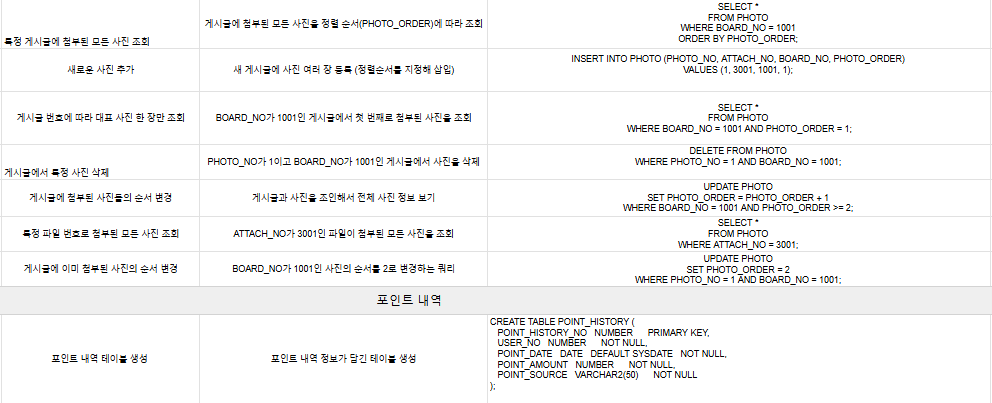 특정 게시글에 첨부된 모든 사진 조회
게시글에 첨부된 모든 사진을 정렬 순서(PHOTO_ORDER)에 따라 조회
SELECT *
FROM PHOTO
WHERE BOARD_NO = 1001
ORDER BY PHOTO_ORDER;
새로운 사진 추가
새 게시글에 사진 여러 장 등록 (정렬순서를 지정해 삽입)
INSERT INTO PHOTO (PHOTO_NO, ATTACH_NO, BOARD_NO, PHOTO_ORDER)
VALUES (1, 3001, 1001, 1);
게시글 번호에 따라 대표 사진 한 장만 조회
BOARD_NO가 1001인 게시글에서 첫 번째로 첨부된 사진을 조회
SELECT *
FROM PHOTO
WHERE BOARD_NO = 1001 AND PHOTO_ORDER = 1;
게시글에서 특정 사진 삭제
PHOTO_NO가 1이고 BOARD_NO가 1001인 게시글에서 사진을 삭제
DELETE FROM PHOTO
WHERE PHOTO_NO = 1 AND BOARD_NO = 1001;
게시글에 첨부된 사진들의 순서 변경
게시글과 사진을 조인해서 전체 사진 정보 보기
UPDATE PHOTO
SET PHOTO_ORDER = PHOTO_ORDER + 1
WHERE BOARD_NO = 1001 AND PHOTO_ORDER >= 2;
특정 파일 번호로 첨부된 모든 사진 조회
ATTACH_NO가 3001인 파일이 첨부된 모든 사진을 조회
SELECT *
FROM PHOTO
WHERE ATTACH_NO = 3001;
게시글에 이미 첨부된 사진의 순서 변경
BOARD_NO가 1001인 사진의 순서를 2로 변경하는 쿼리
UPDATE PHOTO
SET PHOTO_ORDER = 2
WHERE PHOTO_NO = 1 AND BOARD_NO = 1001;
포인트 내역
포인트 내역 테이블 생성
포인트 내역 정보가 담긴 테이블 생성
CREATE TABLE POINT_HISTORY (
POINT_HISTORY_NO NUMBER PRIMARY KEY,
USER_NO NUMBER NOT NULL,
POINT_DATE DATE DEFAULT SYSDATE NOT NULL,
POINT_AMOUNT NUMBER NOT NULL,
POINT_SOURCE VARCHAR2(50) NOT NULL
);